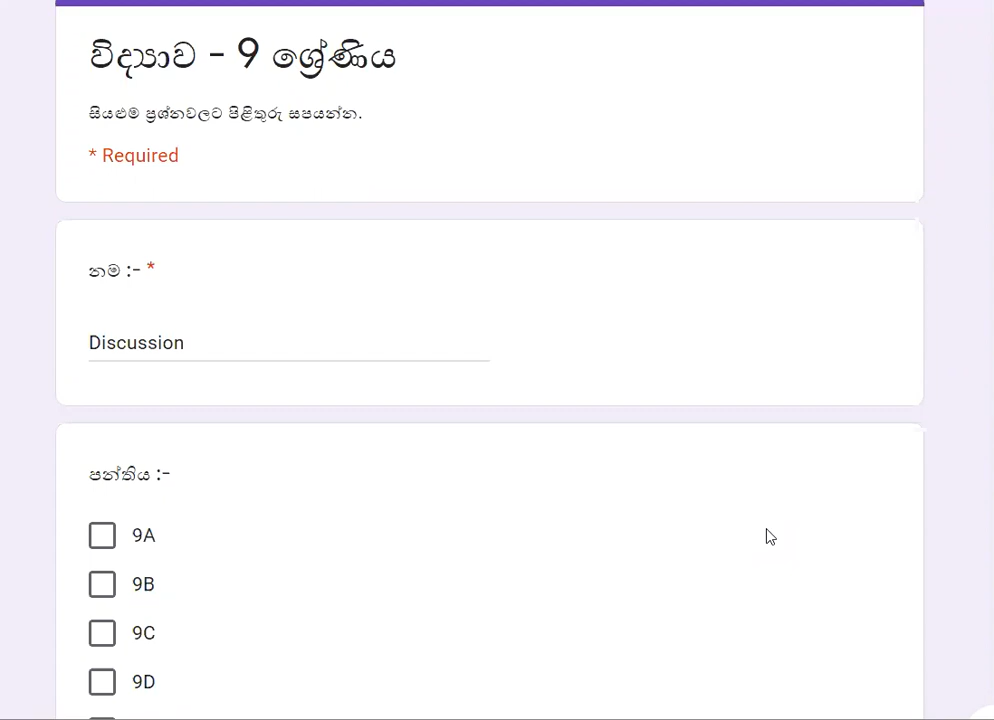 විද්‍යාව - 9 ශ්‍රේණිය
සියළුම ප්‍රශ්නවලට පිළිතුරු සපයන්න.
* Required
නම :- *
Discussion
පන්තිය :-
9A
9B
9C
9D